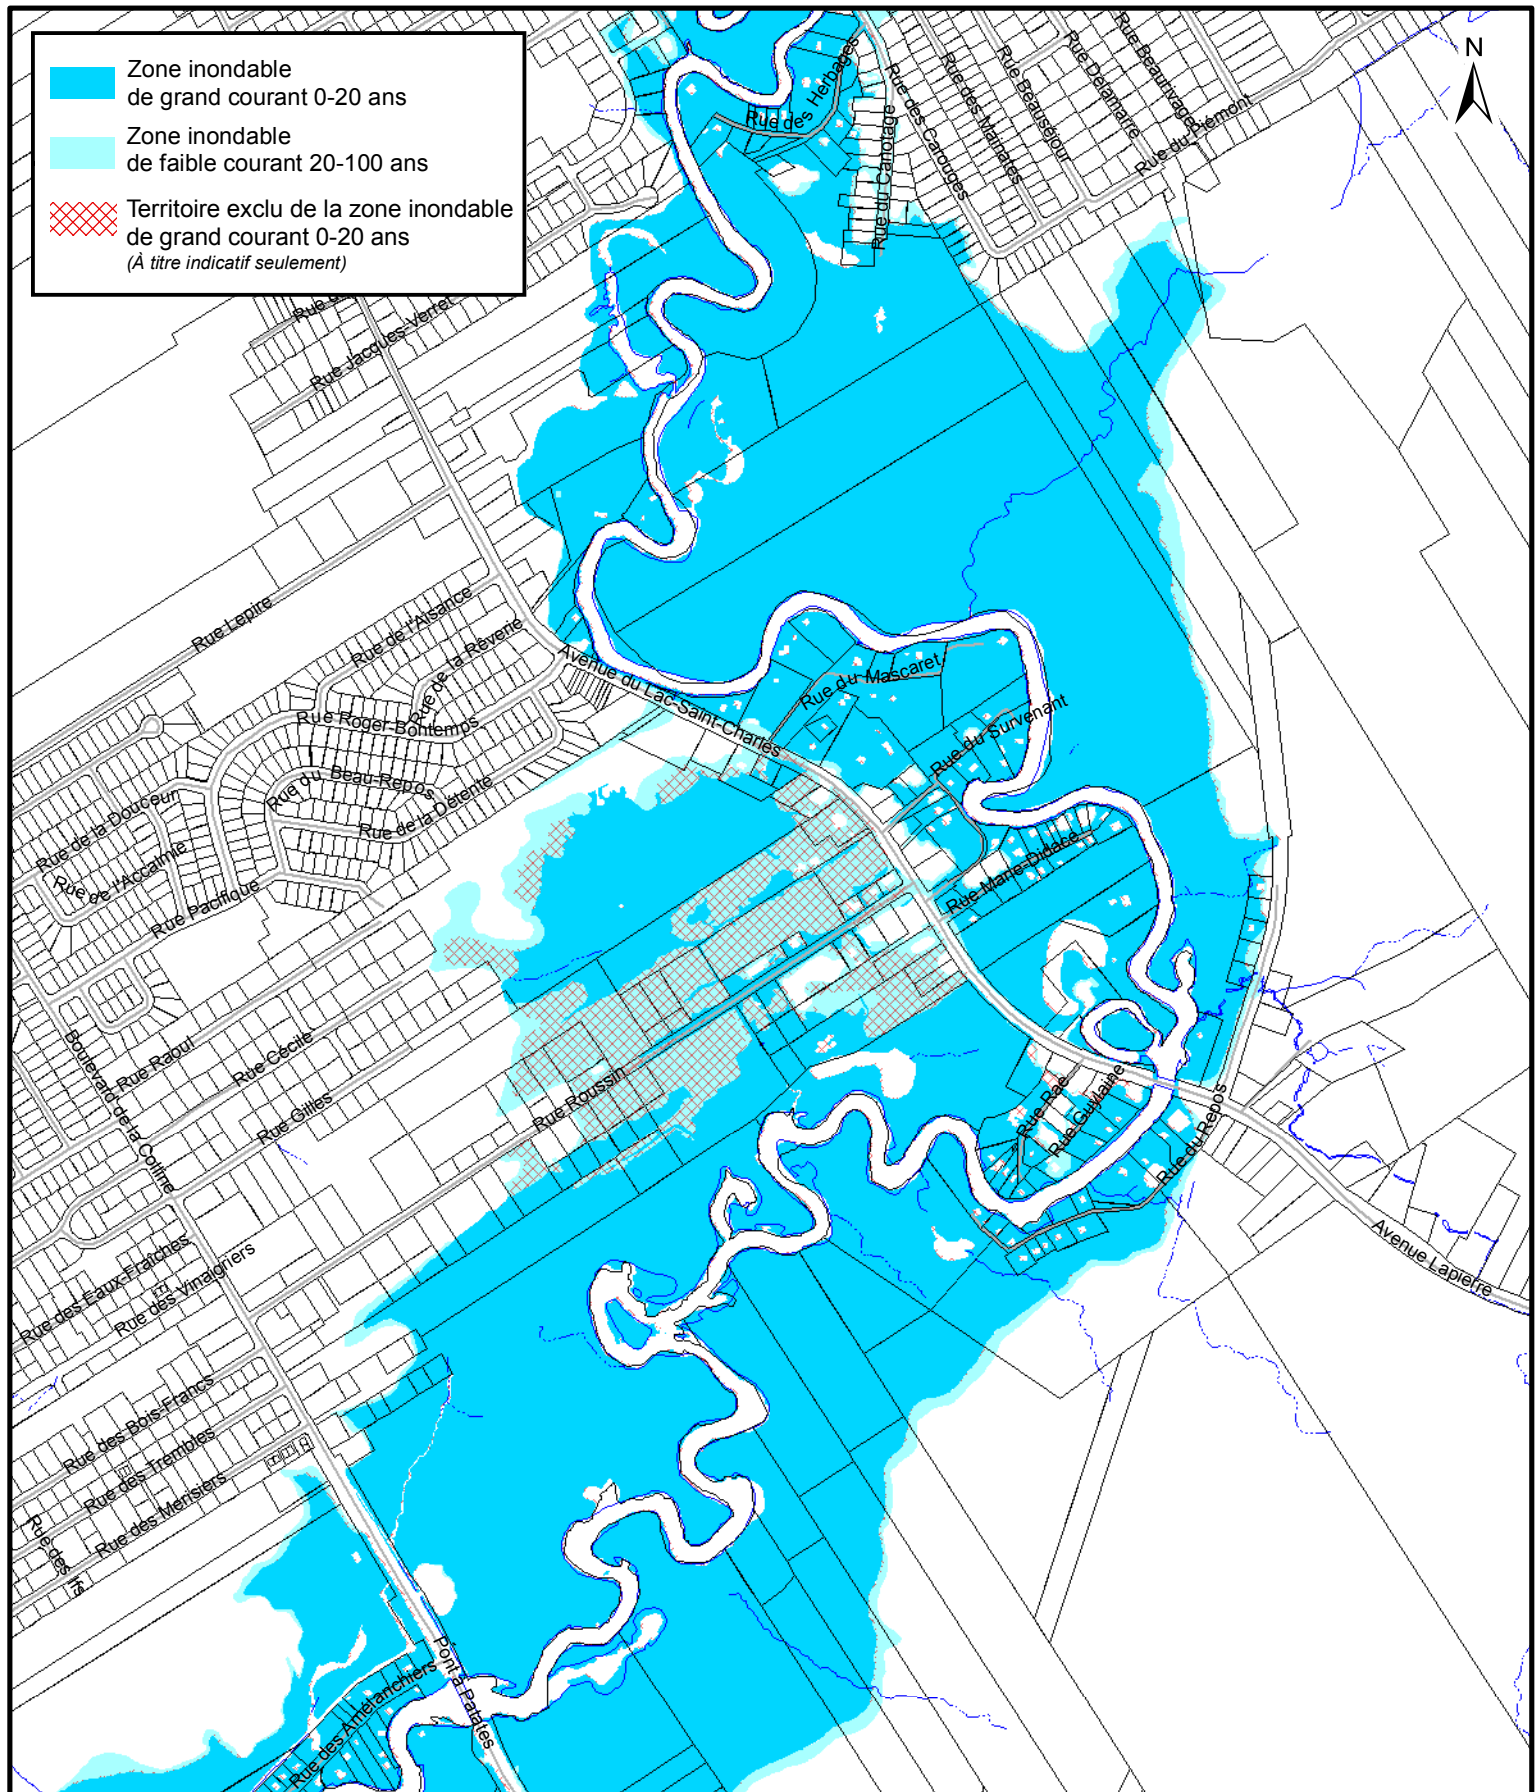 Zone inondable
de grand courant 0-20 ans
Zone inondable
de faible courant 20-100 ans
Territoire exclu de la zone inondable
de grand courant 0-20 ans
(À titre indicatif seulement)
N
Rue des Herbages
Rue du Canotage
Rue des Carouges
Rue des Mainates
Rue Beauséjour
Rue Delamarre
Rue Beaurivage
Rue du Piémont
Rue Jacques-Verret
Rue Lepire
Rue de l'Aisance
Rue de la Rêverie
Rue Roger-Bontemps
Rue du Beau-Repos
Rue de la Détente
Rue de la Douceur
Rue de l'Accalmie
Rue Pacifique
Avenue du Lac-Saint-Charles
Rue du Mascaret
Rue du Survenant
Rue Marie-Didace
Boulevard de la Colline
Rue Raoul
Rue Cécile
Rue Gilles
Rue Roussin
Rue Rae
Rue Guylaine
Rue du Repos
Avenue Lapierre
Rue des Eaux-Fraîches
Rue des Vinaigriers
Rue des Bois-Francs
Rue des Trembles
Rue des Merisiers
Rue des Iris
Pont à Patates
Rue des Amélanchiers